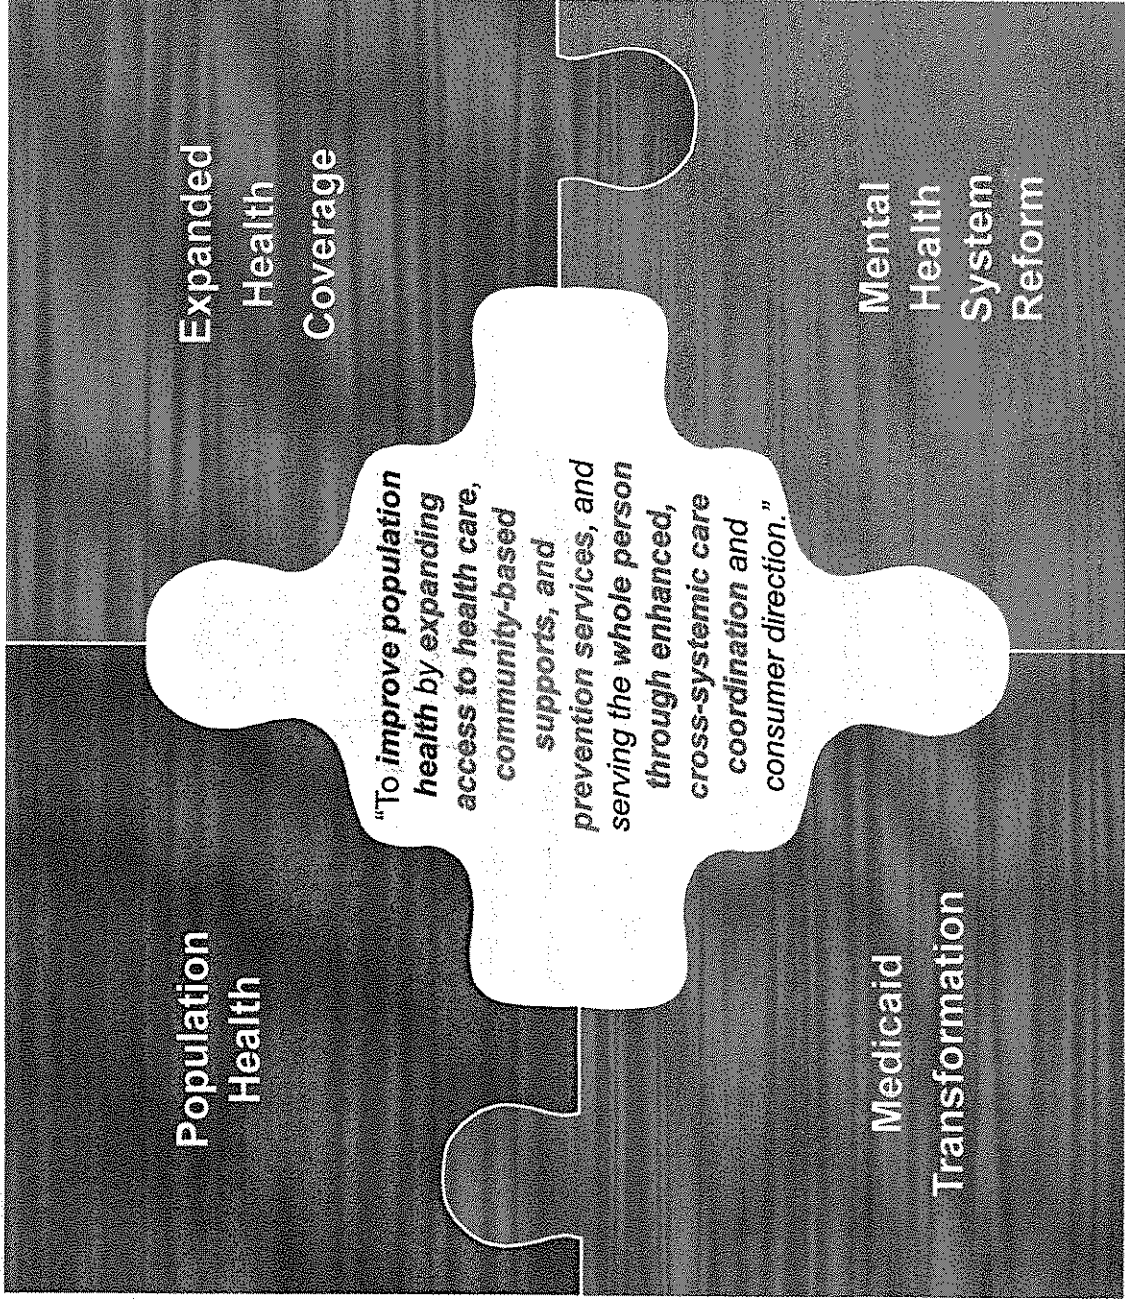 Population
Health
Expanded
Health
Coverage
“To improve population
health by expanding
access to health care,
community-based
supports, and
prevention services, and
serving the whole person
through enhanced,
cross-systemic care
coordination and
consumer direction.”
Medicaid
Transformation
Mental
Health
System
Reform